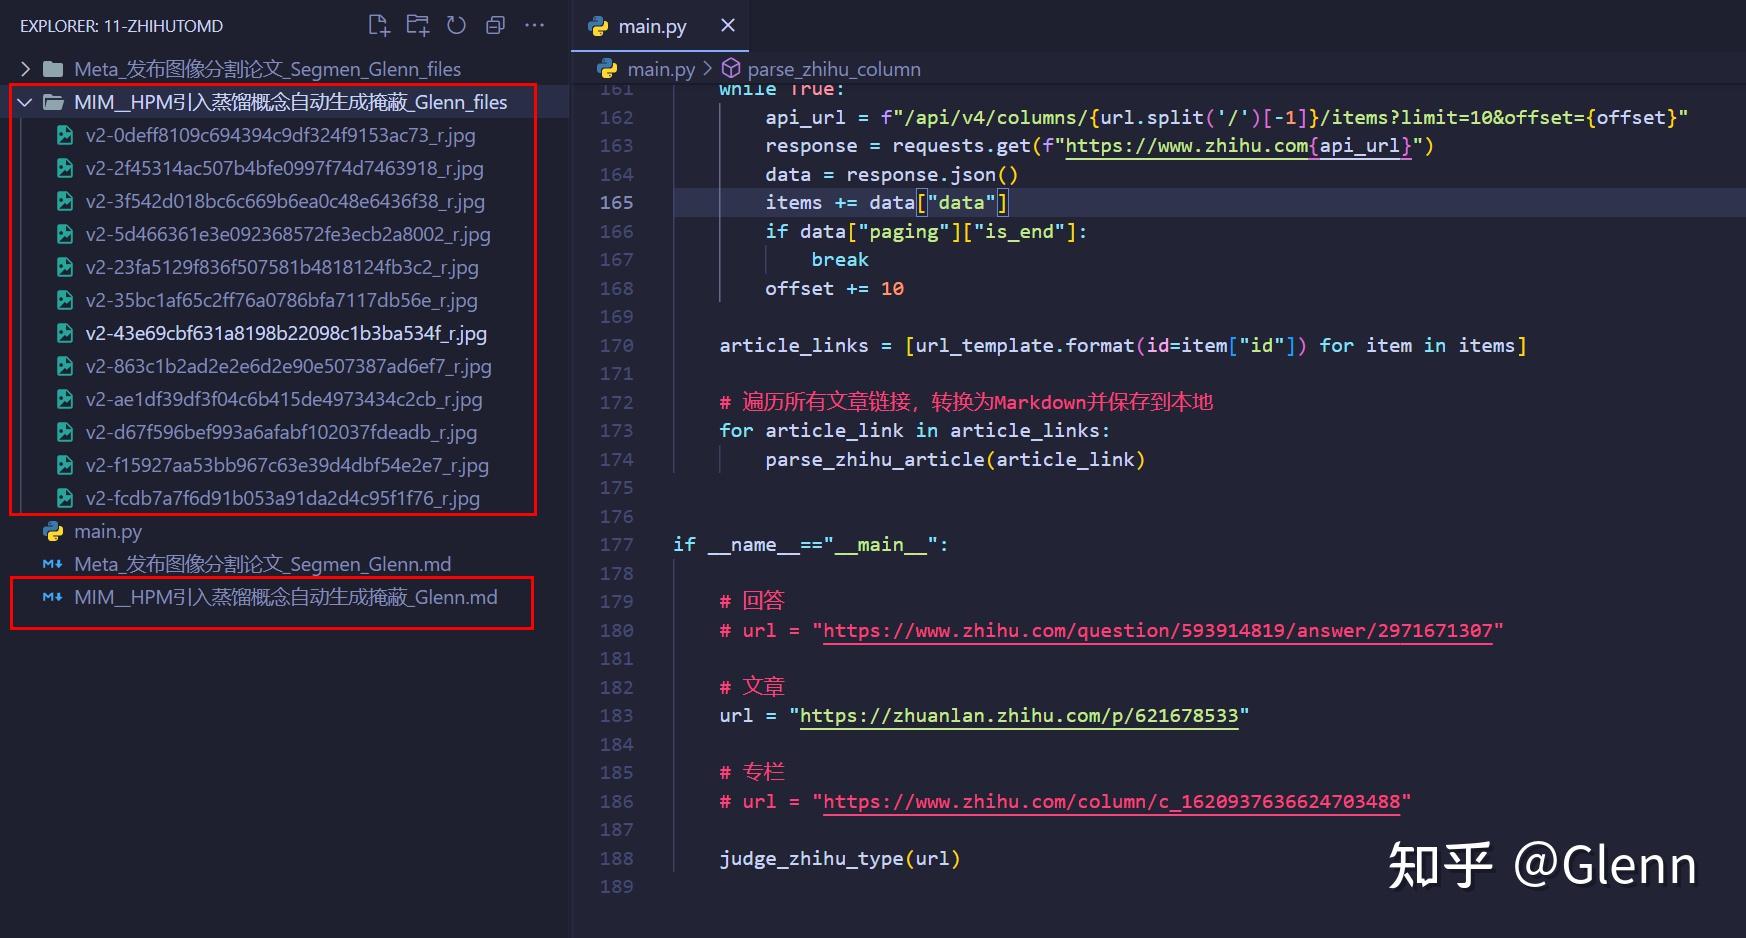 EXPLORER: 11-ZHIHUTOMD
Meta_发布图像分割论文_Segmen_Glenn_files
MIM__HPM引入蒸馏概念自动生成掩蔽_Glenn_files
v2-0deff8109c694394c9df324f9153ac73_r.jpg
v2-2f45314ac507b4bfe0997f74d7463918_r.jpg
v2-3f542d018bc6c669b6ea0c48e6436f38_r.jpg
v2-5d466361e3e092368572fe3ecb2a8002_r.jpg
v2-23fa5129f836f507581b4818124fb3c2_r.jpg
v2-35bc1af65c2ff76a0786bfa7117db56e_r.jpg
v2-43e69cbf631a8198b22098c1b3ba534f_r.jpg
v2-863c1b2ad2e2e6d2e90e507387ad6ef7_r.jpg
v2-ae1df39df3f04c6b415de4973434c2cb_r.jpg
v2-d67f596bef993a6afabf102037fdeadb_r.jpg
v2-f15927aa53bb967c63e39d4dbf54e2e7_r.jpg
v2-fcdb7a7f6d91b053a91da2d4c95f1f76_r.jpg
main.py
Meta_发布图像分割论文_Segmen_Glenn.md
MIM__HPM引入蒸馏概念自动生成掩蔽_Glenn.md
main.py
main.py > parse_zhihu_column
161 while True:
162 api_url = f"/api/v4/columns/{url.split('/')[-1]}/items?limit=10&offset={offset}"
163 response = requests.get(f"https://www.zhihu.com{api_url}")
164 data = response.json()
165 items += data["data"]
166 if data["paging"]["is_end"]:
167 break
168 offset += 10
169
170 article_links = [url_template.format(id=item["id"]) for item in items]
171
172 # 遍历所有文章链接，转换为Markdown并保存到本地
173 for article_link in article_links:
174 parse_zhihu_article(article_link)
175
176
177 if __name__=="__main__":
178
179 # 回答
180 # url = "https://www.zhihu.com/question/593914819/answer/2971671307"
181
182 # 文章
183 url = "https://zhuanlan.zhihu.com/p/621678533"
184
185 # 专栏
186 # url = "https://www.zhihu.com/column/c_1620937636624703488"
187
188 judge_zhihu_type(url)
189
知乎 @Glenn